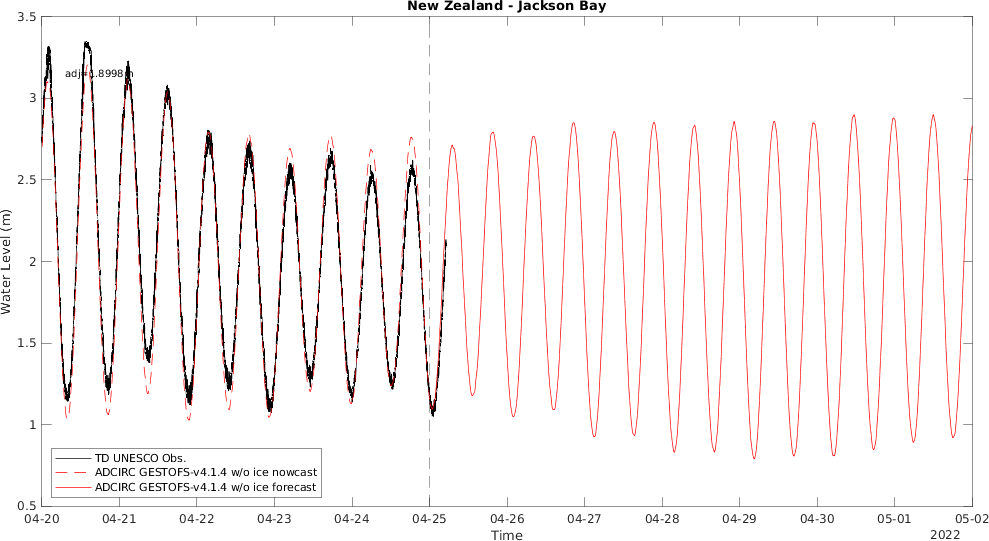 New Zealand - Jackson Bay
3.5
3
2.5
2
1.5
1
0.5
Water Level (m)
adj=1.8998m
TD UNESCO Obs.
ADCIRC GESTOFS-v4.1.4 w/o ice nowcast
ADCIRC GESTOFS-v4.1.4 w/o ice forecast
04-20 04-21 04-22 04-23 04-24 04-25 04-26 04-27 04-28 04-29 04-30 05-01 05-02
Time
2022